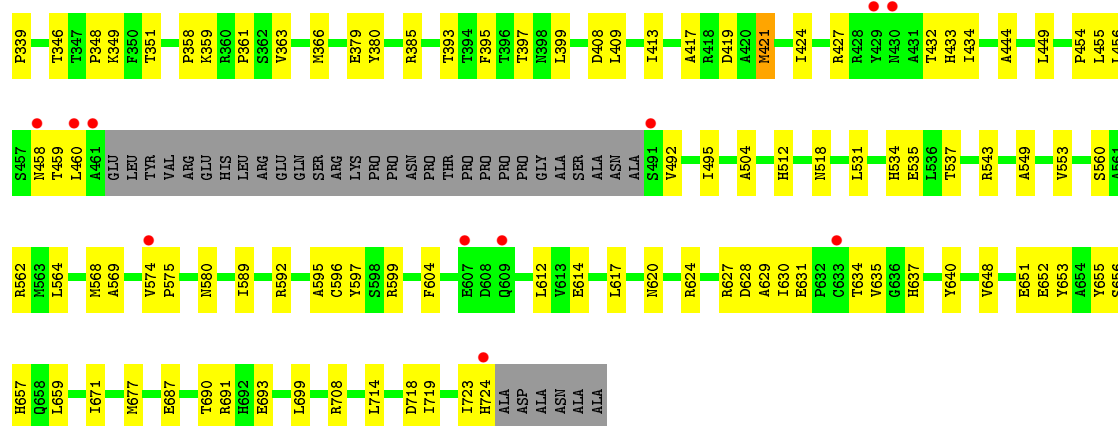 P339 T346 T347 P348 K349 F350 T351 P358 K359 R360 P361 S362 V363 M366 E379 Y380 R385 T393 T394 F395 T396 T397 N398 L399 D408 L409 I413 A417 R418 D419 A420 M421 I424 R427 R428 Y429 N430 A431 T432 H433 I434 A444 L449 P454 L455 L456
S457 N458 T459 L460 A461 GLU LEU TYR VAL ARG GLU HIS LEU ARG GLU GLN SER ARG LYS PRO PRO ASN PRO THR PRO PRO PRO PRO GLY ALA SER ALA ASN ALA S491 V492 I495 A504 H512 N518 L531 H534 E535 L536 T537 R543 A549 V553 S560 A561
R562 M563 L564 M568 A569 V574 P575 N580 I589 R592 A595 C596 Y597 S598 R599 F604 E607 D608 Q609 L612 V613 E614 L617 N620 R624 R627 D628 A629 I630 E631 P632 C633 T634 V635 G636 H637 Y640 V648 E651 E652 Y653 A654 Y655 S656
H657 Q658 L659 I671 M677 E687 T690 R691 H692 E693 L699 R708 L714 D718 I719 I723 H724 ALA ASP ALA ASN ALA ALA